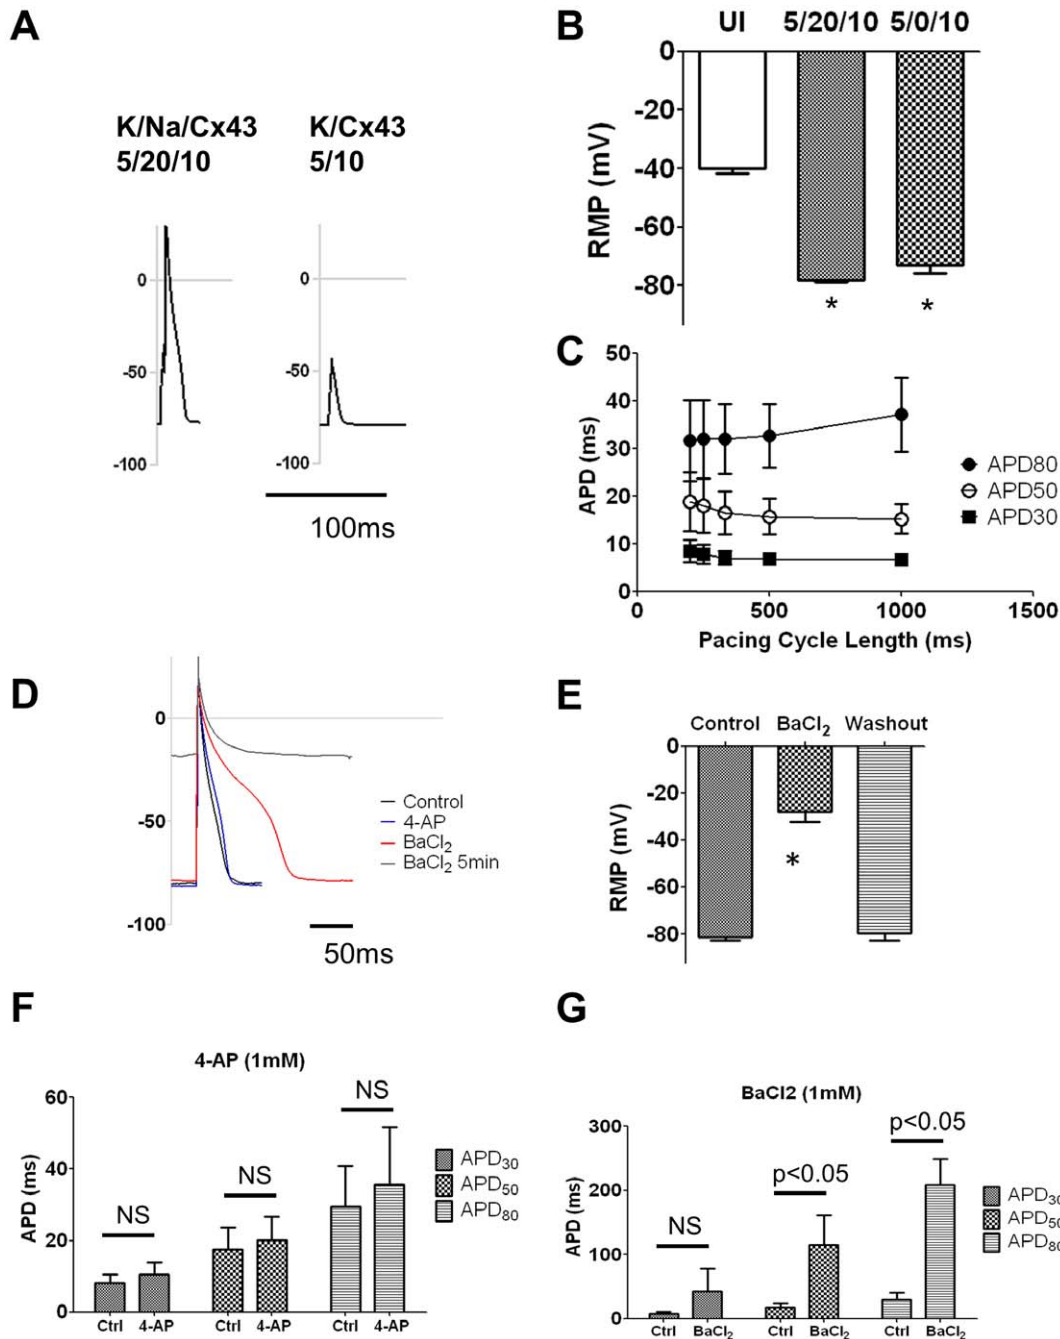 A
K/Na/Cx43
5/20/10
K/Cx43
5/10
0
-50
-100
0
-50
-100
100ms
B
UI 5/20/10 5/0/10
0
-20
-40
-60
-80
RMP (mV)
*
*
C
50
40
30
20
10
0
APD (ms)
0 500 1000 1500
Pacing Cycle Length (ms)
APD80
APD50
APD30
D
0
-50
-100
Control
4-AP
BaCl₂
BaCl₂ 5min
50ms
E
Control BaCl₂ Washout
0
-20
-40
-60
-80
RMP (mV)
*
F
4-AP (1mM)
60
40
20
0
APD (ms)
NS
NS
NS
Ctrl 4-AP Ctrl 4-AP Ctrl 4-AP
APD₃₀
APD₅₀
APD₈₀
G
BaCl2 (1mM)
300
200
100
0
APD (ms)
NS
p<0.05
p<0.05
Ctrl BaCl₂ Ctrl BaCl₂ Ctrl BaCl₂
APD₃₀
APD₅₀
APD₈₀